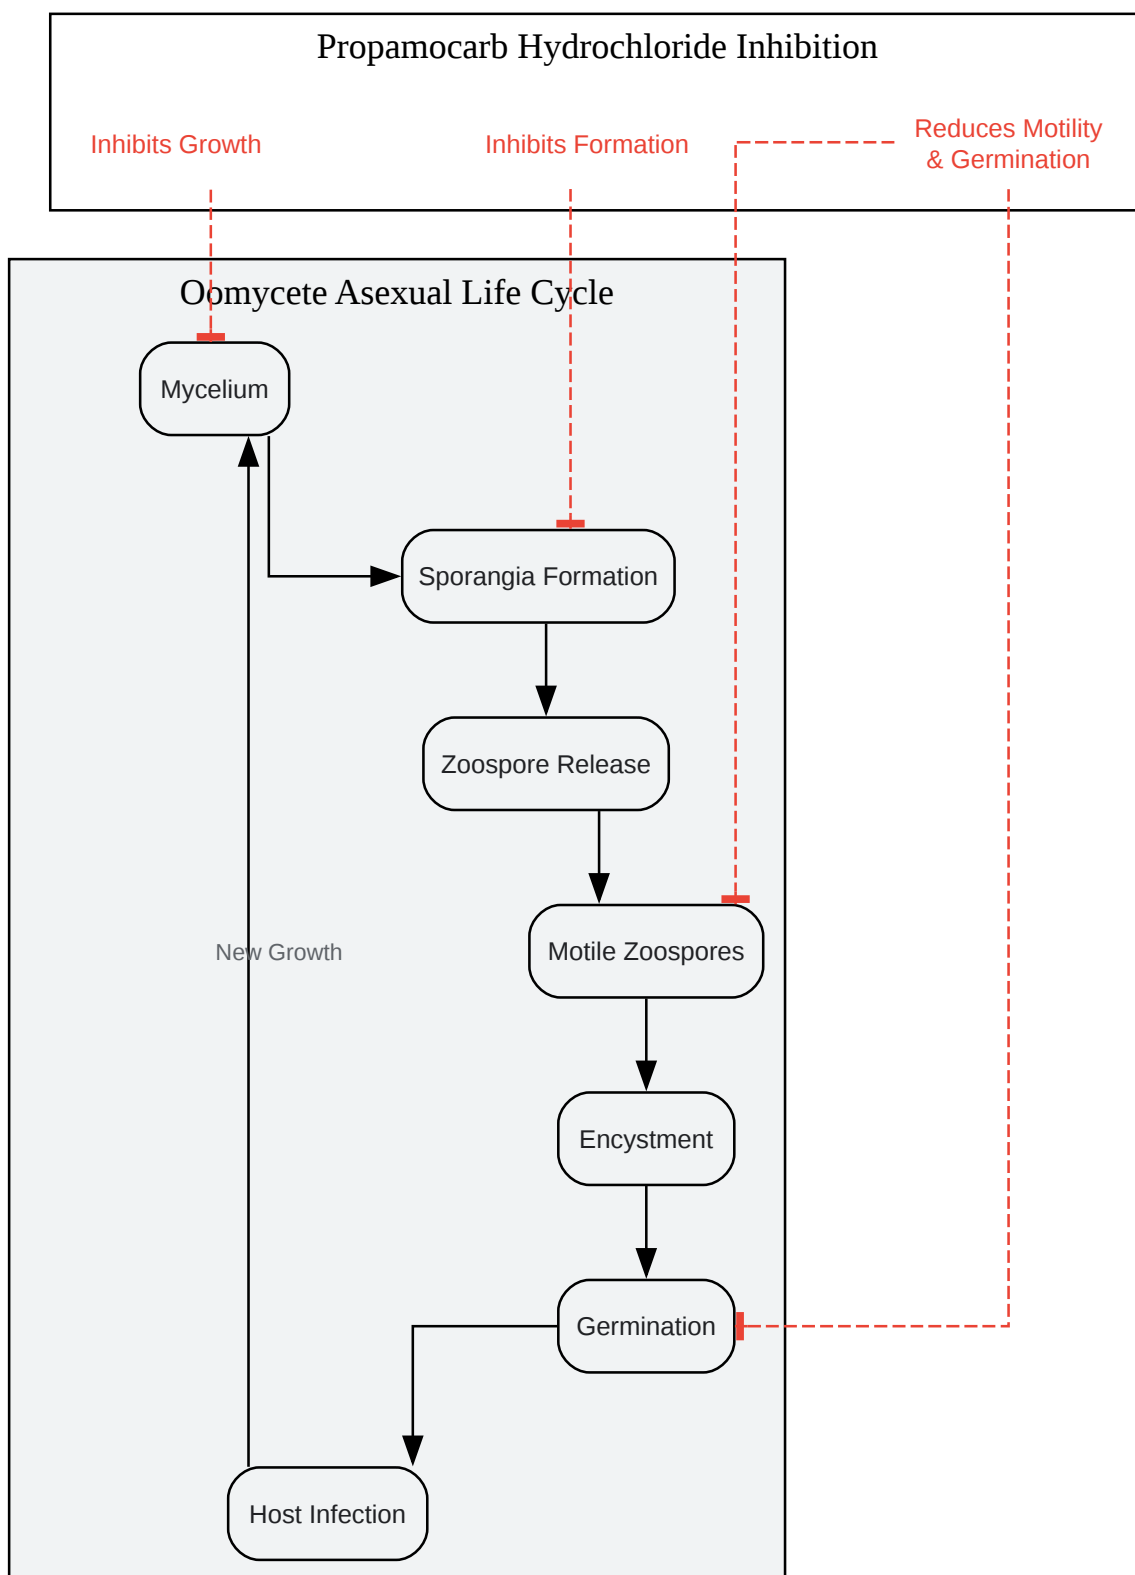 Propamocarb Hydrochloride Inhibition
Inhibits Growth
Inhibits Formation
Reduces Motility
& Germination
Oomycete Asexual Life Cycle
Mycelium
Sporangia Formation
Zoospore Release
New Growth
Motile Zoospores
Encystment
Germination
Host Infection